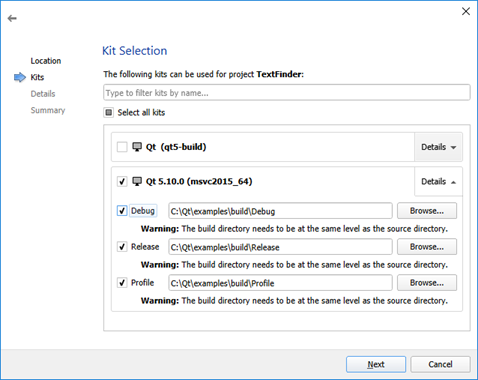 Kit Selection
Location
Kits
Details
Summary
The following kits can be used for project TextFinder:
Type to filter kits by name...
Select all kits
Qt (qt5-build) Details
Qt 5.10.0 (msvc2015_64) Details
Debug C:\Qt\examples\build\Debug Browse...
Warning: The build directory needs to be at the same level as the source directory.
Release C:\Qt\examples\build\Release Browse...
Warning: The build directory needs to be at the same level as the source directory.
Profile C:\Qt\examples\build\Profile Browse...
Warning: The build directory needs to be at the same level as the source directory.
Next Cancel